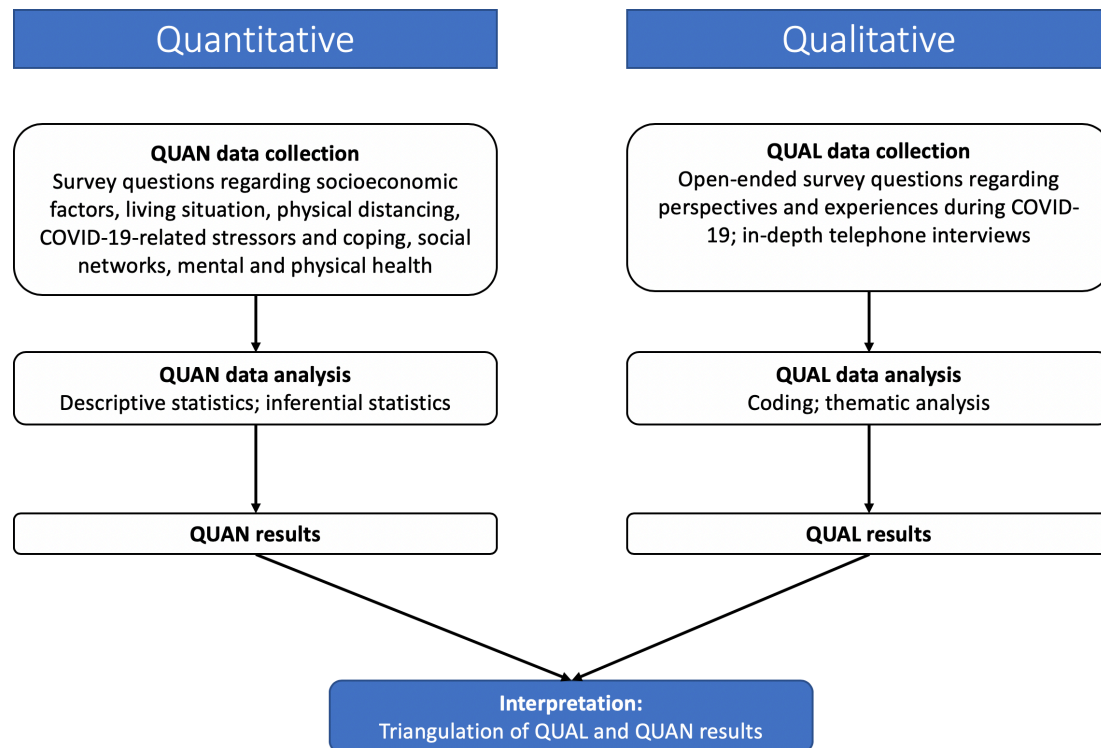 Quantitative
Qualitative
QUAN data collection
Survey questions regarding socioeconomic
factors, living situation, physical distancing,
COVID-19-related stressors and coping, social
networks, mental and physical health
QUAL data collection
Open-ended survey questions regarding
perspectives and experiences during COVID-
19; in-depth telephone interviews
QUAN data analysis
Descriptive statistics; inferential statistics
QUAL data analysis
Coding; thematic analysis
QUAN results
QUAL results
Interpretation:
Triangulation of QUAL and QUAN results